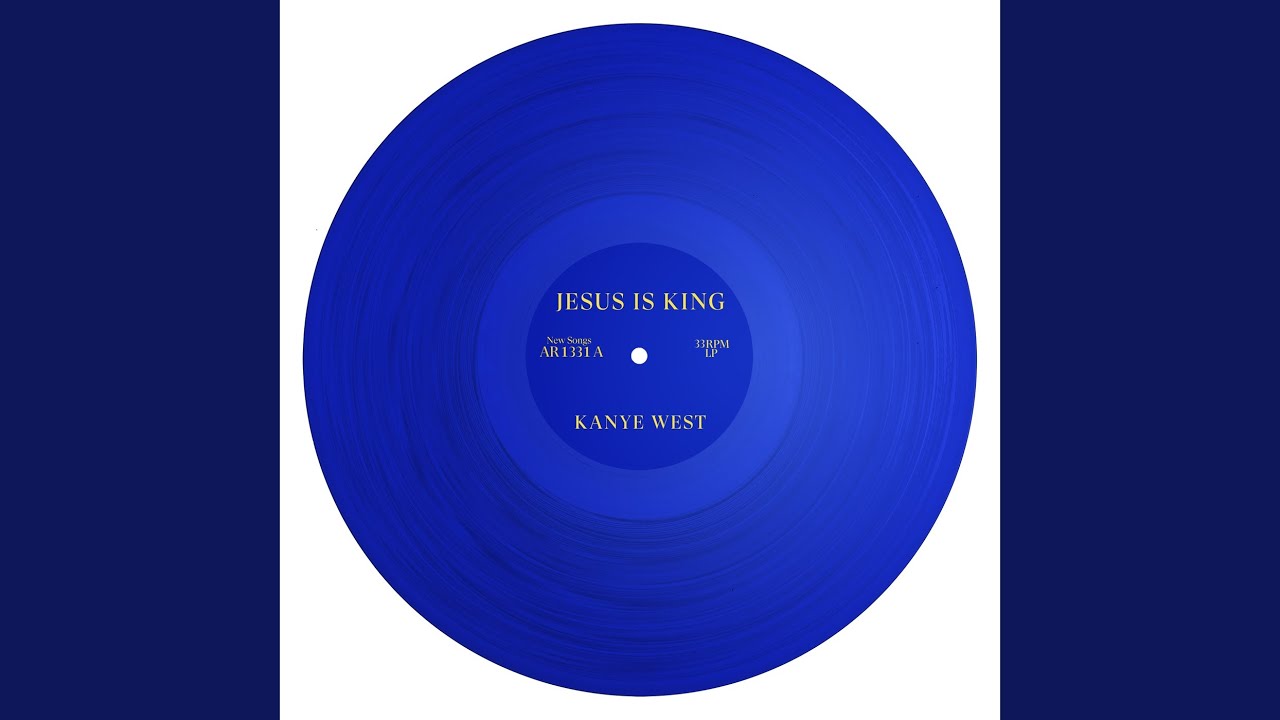 JESUS IS KING
New Songs
AR 1331 A
33RPM
LP
KANYE WEST